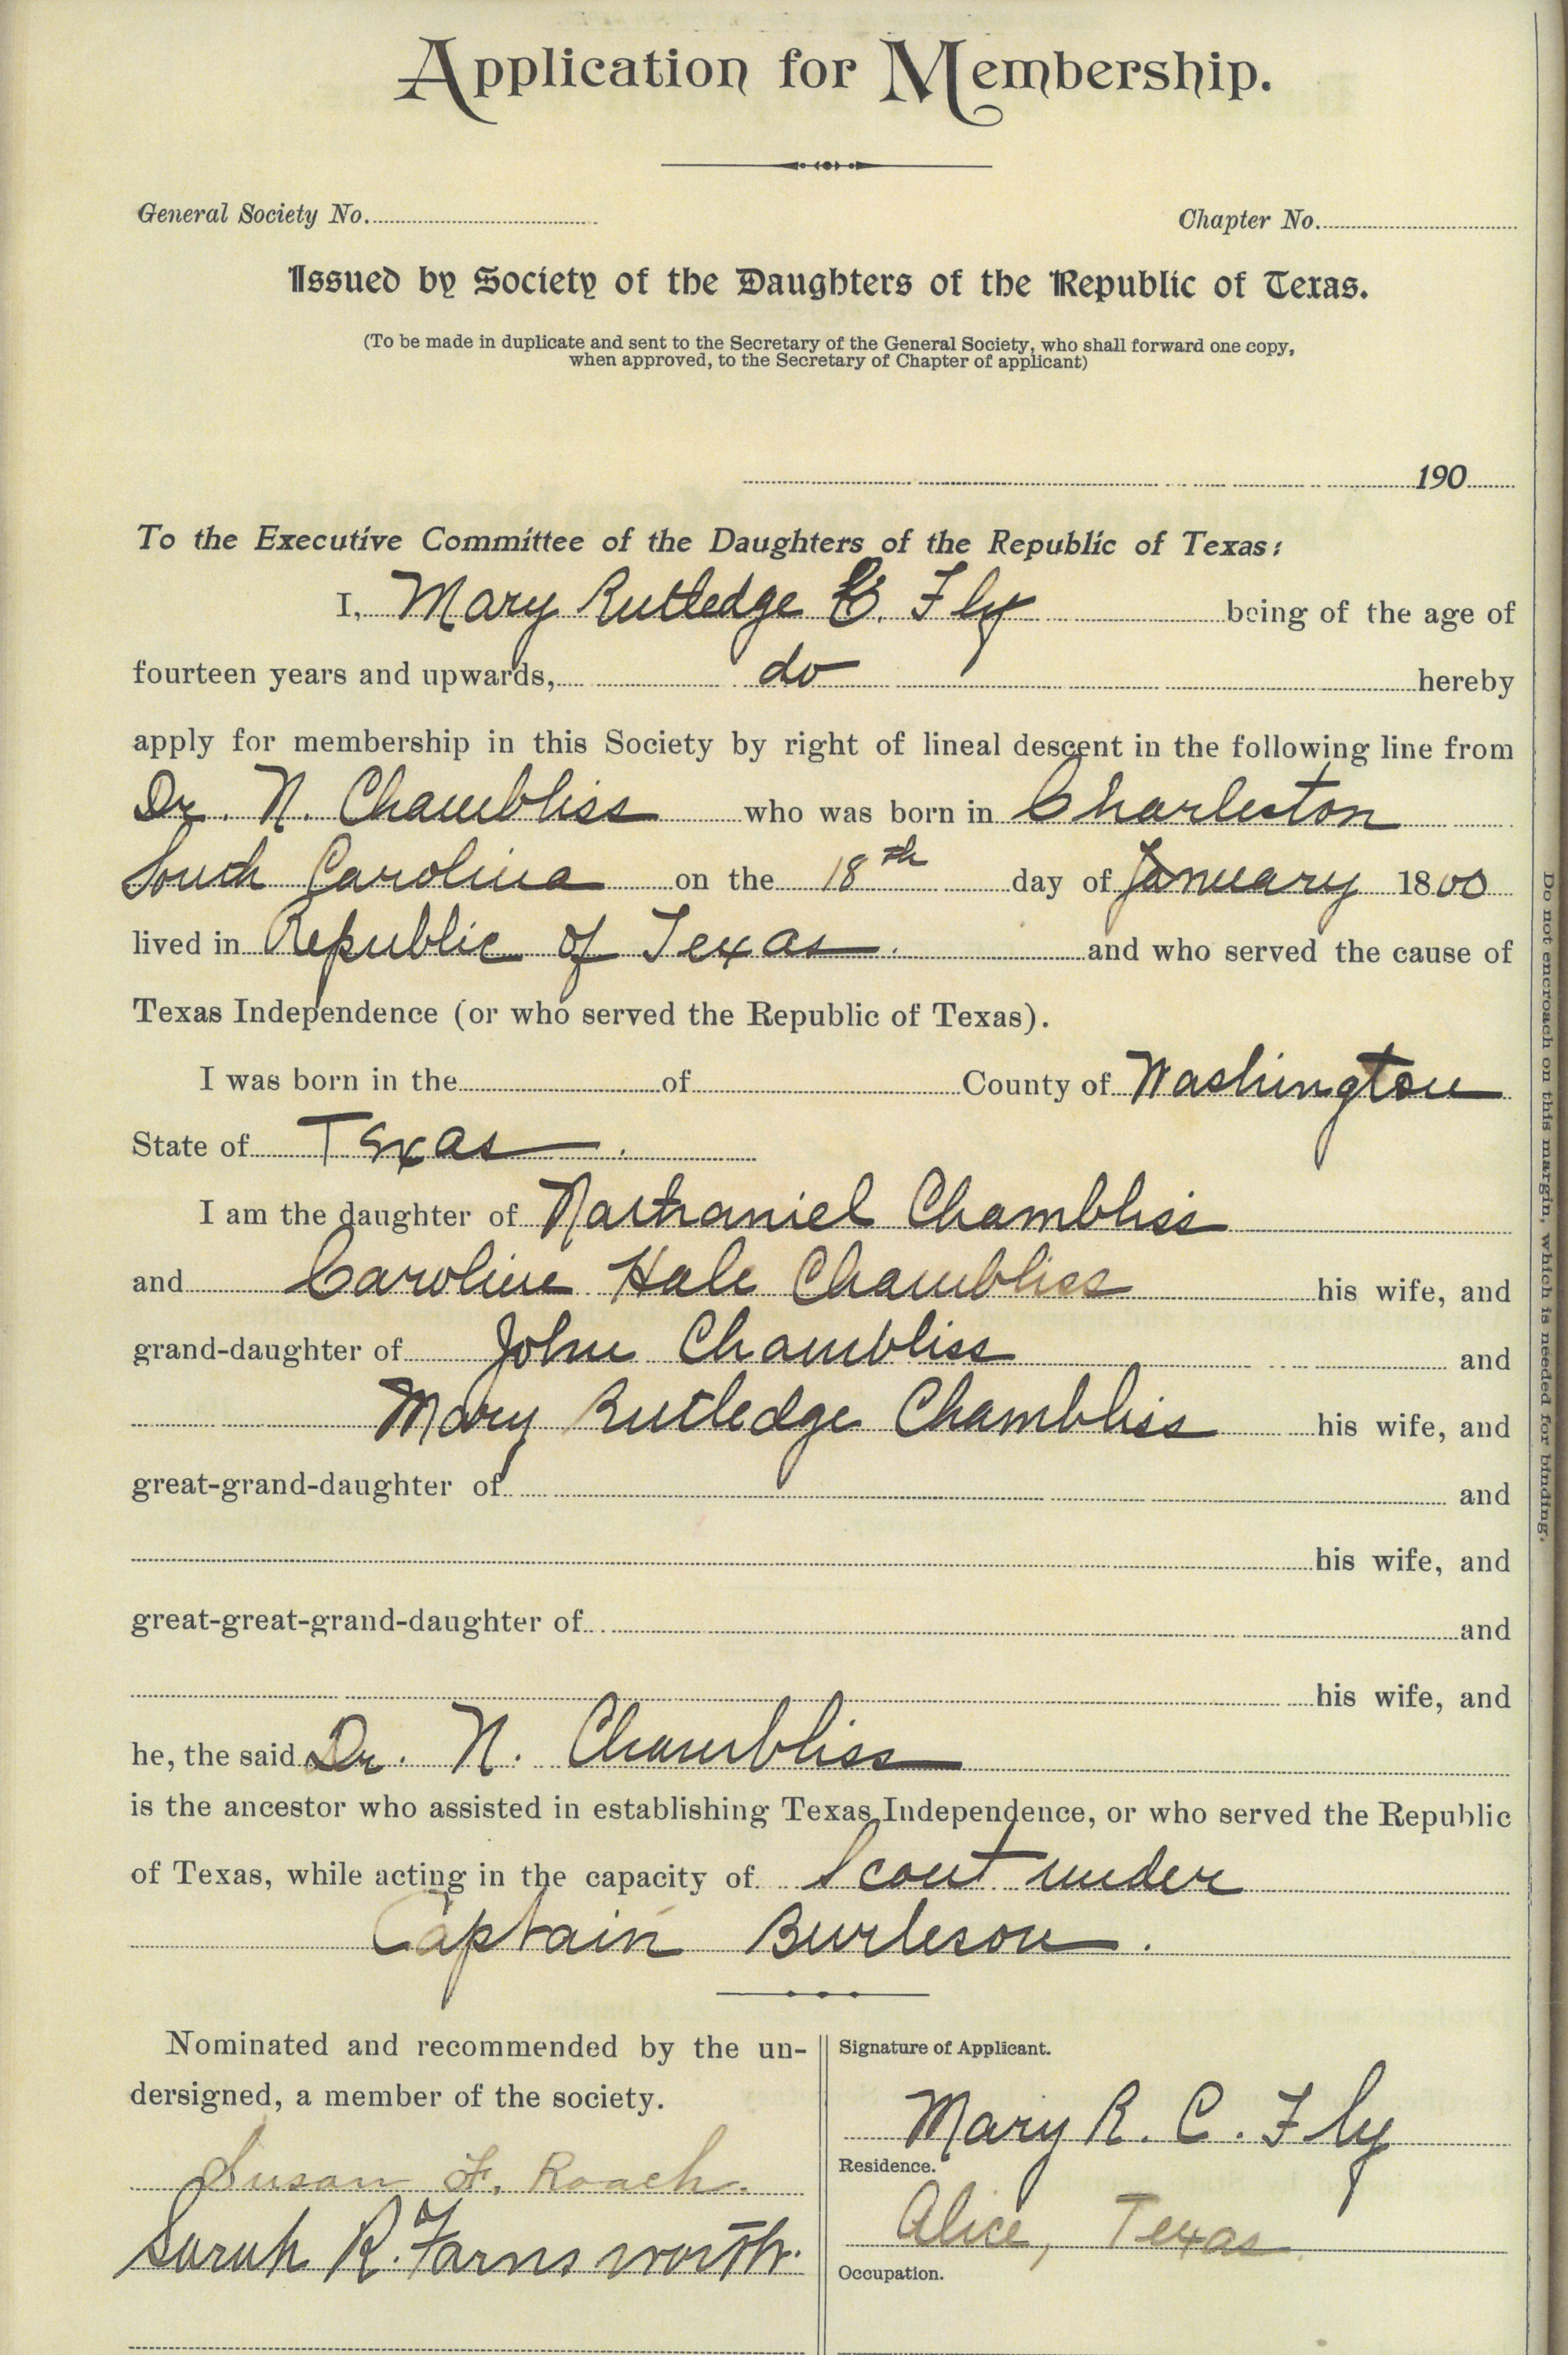 Application for Membership.
General Society No. Chapter No.
Issued by Society of the Daughters of the Republic of Texas.
(To be made in duplicate and sent to the Secretary of the General Society, who shall forward one copy,
when approved, to the Secretary of Chapter of applicant)
190
To the Executive Committee of the Daughters of the Republic of Texas:
I, Mary Rutledge C. Fly being of the age of
fourteen years and upwards, do hereby
apply for membership in this Society by right of lineal descent in the following line from
Dr. N. Chambliss who was born in Charleston
South Carolina on the 18th day of January 1800
lived in Republic of Texas. and who served the cause of
Texas Independence (or who served the Republic of Texas).
I was born in the of County of Washington
State of Texas.
I am the daughter of Nathaniel Chambliss
and Caroline Hale Chambliss his wife, and
grand-daughter of John Chambliss and
Mary Rutledge Chambliss his wife, and
great-grand-daughter of and
his wife, and
great-great-grand-daughter of and
his wife, and
he, the said Dr. N. Chambliss
is the ancestor who assisted in establishing Texas Independence, or who served the Republic
of Texas, while acting in the capacity of Scout under
Captain Burleson.
Nominated and recommended by the un-
dersigned, a member of the society.
Susan F. Roach.
Sarah R. Farnsworth.
Signature of Applicant.
Mary R. C. Fly
Residence.
Alice, Texas
Occupation.
Do not encroach on this margin, which is needed for binding.